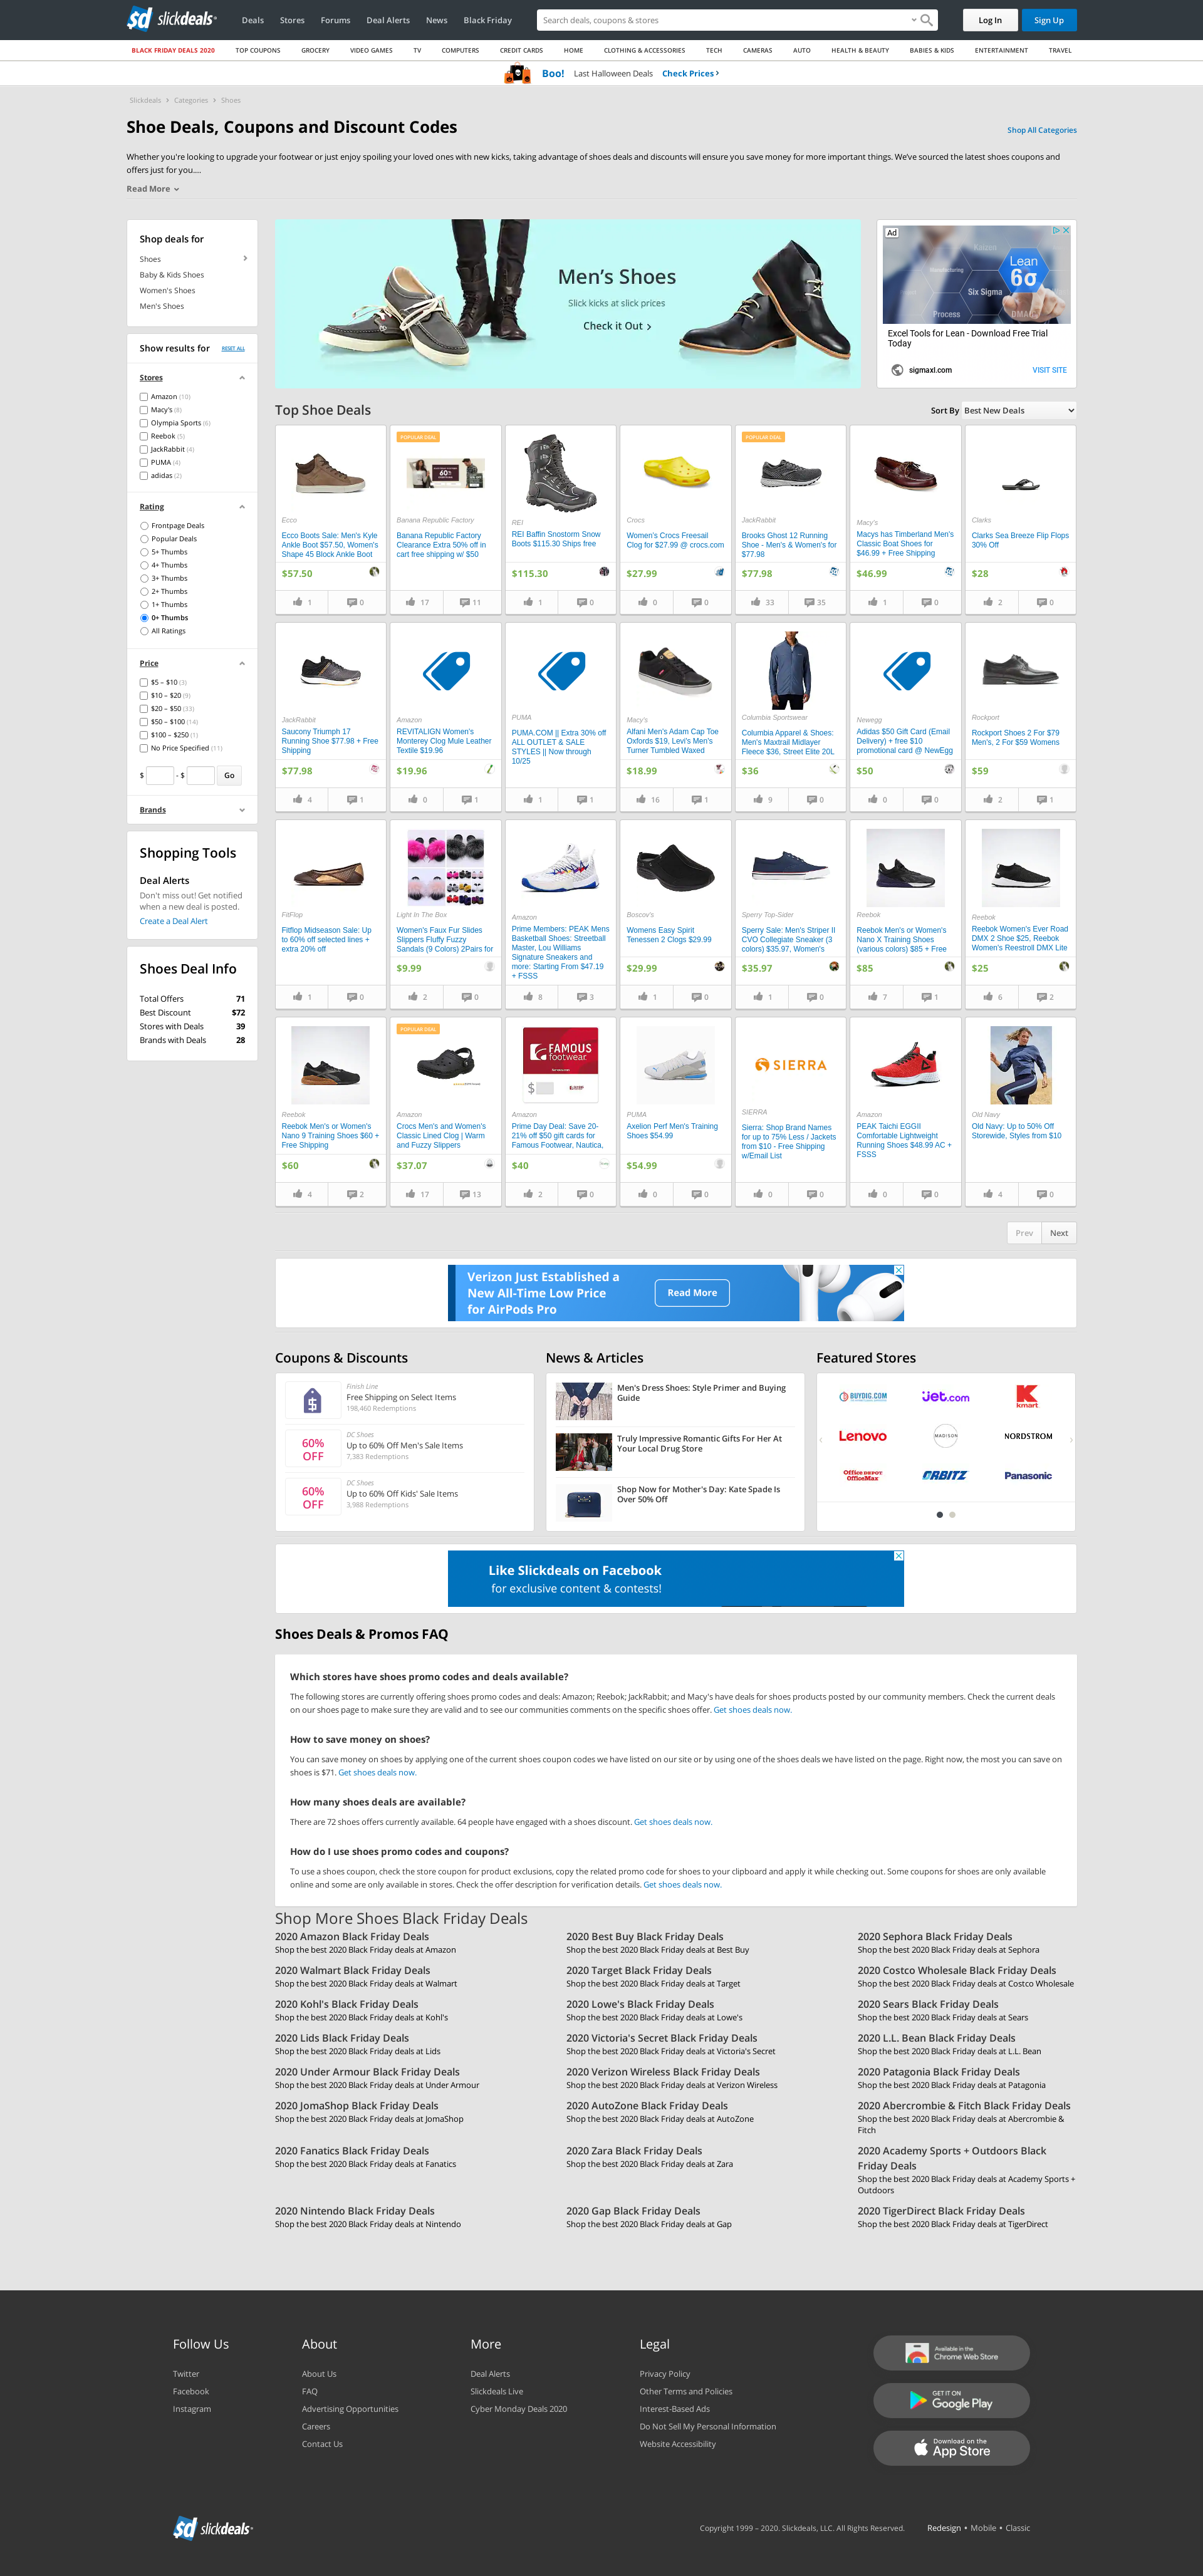 slickdeals
Deals
Stores
Forums
Deal Alerts
News
Black Friday
Search deals, coupons & stores
Log In
Sign Up
BLACK FRIDAY DEALS 2020
TOP COUPONS
GROCERY
VIDEO GAMES
TV
COMPUTERS
CREDIT CARDS
HOME
CLOTHING & ACCESSORIES
TECH
CAMERAS
AUTO
HEALTH & BEAUTY
BABIES & KIDS
ENTERTAINMENT
TRAVEL
Boo! Last Halloween Deals Check Prices
Slickdeals > Categories > Shoes
Shoe Deals, Coupons and Discount Codes
Shop All Categories
Whether you're looking to upgrade your footwear or just enjoy spoiling your loved ones with new kicks, taking advantage of shoes deals and discounts will ensure you save money for more important things. We've sourced the latest shoes coupons and
offers just for you....
Read More
Shop deals for
Shoes
Baby & Kids Shoes
Women's Shoes
Men's Shoes
Show results for
RESET ALL
Stores
Amazon (10)
Macy's (8)
Olympia Sports (6)
Reebok (5)
JackRabbit (4)
PUMA (4)
adidas (2)
Rating
Frontpage Deals
Popular Deals
5+ Thumbs
4+ Thumbs
3+ Thumbs
2+ Thumbs
1+ Thumbs
0+ Thumbs
All Ratings
Price
$5 – $10 (3)
$10 – $20 (9)
$20 – $50 (33)
$50 – $100 (14)
$100 – $250 (1)
No Price Specified (11)
$ - $ Go
Brands
Shopping Tools
Deal Alerts
Don't miss out! Get notified
when a new deal is posted.
Create a Deal Alert
Shoes Deal Info
Total Offers 71
Best Discount $72
Stores with Deals 39
Brands with Deals 28
Men's Shoes
Slick kicks at slick prices
Check it Out
Ad
Lean
6σ
Manufacturing
Six Sigma
Process
DMAIC
Excel Tools for Lean - Download Free Trial
Today
sigmaxl.com
VISIT SITE
Top Shoe Deals
Sort By Best New Deals
Ecco
Ecco Boots Sale: Men's Kyle
Ankle Boot $57.50, Women's
Shape 45 Block Ankle Boot
$57.50
1
0
POPULAR DEAL
60%
Banana Republic Factory
Banana Republic Factory
Clearance Extra 50% off in
cart free shipping w/ $50
17
11
REI
REI Baffin Snostorm Snow
Boots $115.30 Ships free
$115.30
1
0
Crocs
Women's Crocs Freesail
Clog for $27.99 @ crocs.com
$27.99
0
0
POPULAR DEAL
JackRabbit
Brooks Ghost 12 Running
Shoe - Men's & Women's for
$77.98
$77.98
33
35
Macy's
Macys has Timberland Men's
Classic Boat Shoes for
$46.99 + Free Shipping
$46.99
1
0
Clarks
Clarks Sea Breeze Flip Flops
30% Off
$28
2
0
JackRabbit
Saucony Triumph 17
Running Shoe $77.98 + Free
Shipping
$77.98
4
1
Amazon
REVITALIGN Women's
Monterey Clog Mule Leather
Textile $19.96
$19.96
0
1
PUMA
PUMA.COM || Extra 30% off
ALL OUTLET & SALE
STYLES || Now through
10/25
1
1
Macy's
Alfani Men's Adam Cap Toe
Oxfords $19, Levi's Men's
Turner Tumbled Waxed
$18.99
16
1
Columbia Sportswear
Columbia Apparel & Shoes:
Men's Maxtrail Midlayer
Fleece $36, Street Elite 20L
$36
9
0
Newegg
Adidas $50 Gift Card (Email
Delivery) + free $10
promotional card @ NewEgg
$50
0
0
Rockport
Rockport Shoes 2 For $79
Men's, 2 For $59 Womens
$59
2
1
FitFlop
Fitflop Midseason Sale: Up
to 60% off selected lines +
extra 20% off
1
0
Light In The Box
Women's Faux Fur Slides
Slippers Fluffy Fuzzy
Sandals (9 Colors) 2Pairs for
$9.99
2
0
Amazon
Prime Members: PEAK Mens
Basketball Shoes: Streetball
Master, Lou Williams
Signature Sneakers and
more: Starting From $47.19
+ FSSS
8
3
Boscov's
Womens Easy Spirit
Tenessen 2 Clogs $29.99
$29.99
1
0
Sperry Top-Sider
Sperry Sale: Men's Striper II
CVO Collegiate Sneaker (3
colors) $35.97, Women's
$35.97
1
0
Reebok
Reebok Men's or Women's
Nano X Training Shoes
(various colors) $85 + Free
$85
7
1
Reebok
Reebok Women's Ever Road
DMX 2 Shoe $25, Reebok
Women's Reestroll DMX Lite
$25
6
2
Reebok
Reebok Men's or Women's
Nano 9 Training Shoes $60 +
Free Shipping
$60
4
2
POPULAR DEAL
Amazon
Crocs Men's and Women's
Classic Lined Clog | Warm
and Fuzzy Slippers
$37.07
17
13
FAMOUS
footwear
$
Amazon
Prime Day Deal: Save 20-
21% off $50 gift cards for
Famous Footwear, Nautica,
$40
2
0
PUMA
Axelion Perf Men's Training
Shoes $54.99
$54.99
0
0
SIERRA
SIERRA
Sierra: Shop Brand Names
for up to 75% Less / Jackets
from $10 - Free Shipping
w/Email List
0
0
Amazon
PEAK Taichi EGGII
Comfortable Lightweight
Running Shoes $48.99 AC +
FSSS
0
0
Old Navy
Old Navy: Up to 50% Off
Storewide, Styles from $10
4
0
Prev
Next
Verizon Just Established a
New All-Time Low Price
for AirPods Pro
Read More
Coupons & Discounts
Finish Line
Free Shipping on Select Items
198,460 Redemptions
60%
OFF
DC Shoes
Up to 60% Off Men's Sale Items
7,383 Redemptions
60%
OFF
DC Shoes
Up to 60% Off Kids' Sale Items
3,988 Redemptions
News & Articles
Men's Dress Shoes: Style Primer and Buying
Guide
Truly Impressive Romantic Gifts For Her At
Your Local Drug Store
Shop Now for Mother's Day: Kate Spade Is
Over 50% Off
Featured Stores
BUYDIG.COM
Jet.com
kmart
Lenovo
MADISON
NORDSTROM
Office DEPOT
OfficeMax
ORBITZ
Panasonic
Like Slickdeals on Facebook
for exclusive content & contests!
Shoes Deals & Promos FAQ
Which stores have shoes promo codes and deals available?
The following stores are currently offering shoes promo codes and deals: Amazon; Reebok; JackRabbit; and Macy's have deals for shoes products posted by our community members. Check the current deals
on our shoes page to make sure they are valid and to see our communities comments on the specific shoes offer. Get shoes deals now.
How to save money on shoes?
You can save money on shoes by applying one of the current shoes coupon codes we have listed on our site or by using one of the shoes deals we have listed on the page. Right now, the most you can save on
shoes is $71. Get shoes deals now.
How many shoes deals are available?
There are 72 shoes offers currently available. 64 people have engaged with a shoes discount. Get shoes deals now.
How do I use shoes promo codes and coupons?
To use a shoes coupon, check the store coupon for product exclusions, copy the related promo code for shoes to your clipboard and apply it while checking out. Some coupons for shoes are only available
online and some are only available in stores. Check the offer description for verification details. Get shoes deals now.
Shop More Shoes Black Friday Deals
2020 Amazon Black Friday Deals
Shop the best 2020 Black Friday deals at Amazon
2020 Best Buy Black Friday Deals
Shop the best 2020 Black Friday deals at Best Buy
2020 Sephora Black Friday Deals
Shop the best 2020 Black Friday deals at Sephora
2020 Walmart Black Friday Deals
Shop the best 2020 Black Friday deals at Walmart
2020 Target Black Friday Deals
Shop the best 2020 Black Friday deals at Target
2020 Costco Wholesale Black Friday Deals
Shop the best 2020 Black Friday deals at Costco Wholesale
2020 Kohl's Black Friday Deals
Shop the best 2020 Black Friday deals at Kohl's
2020 Lowe's Black Friday Deals
Shop the best 2020 Black Friday deals at Lowe's
2020 Sears Black Friday Deals
Shop the best 2020 Black Friday deals at Sears
2020 Lids Black Friday Deals
Shop the best 2020 Black Friday deals at Lids
2020 Victoria's Secret Black Friday Deals
Shop the best 2020 Black Friday deals at Victoria's Secret
2020 L.L. Bean Black Friday Deals
Shop the best 2020 Black Friday deals at L.L. Bean
2020 Under Armour Black Friday Deals
Shop the best 2020 Black Friday deals at Under Armour
2020 Verizon Wireless Black Friday Deals
Shop the best 2020 Black Friday deals at Verizon Wireless
2020 Patagonia Black Friday Deals
Shop the best 2020 Black Friday deals at Patagonia
2020 JomaShop Black Friday Deals
Shop the best 2020 Black Friday deals at JomaShop
2020 AutoZone Black Friday Deals
Shop the best 2020 Black Friday deals at AutoZone
2020 Abercrombie & Fitch Black Friday Deals
Shop the best 2020 Black Friday deals at Abercrombie &
Fitch
2020 Fanatics Black Friday Deals
Shop the best 2020 Black Friday deals at Fanatics
2020 Zara Black Friday Deals
Shop the best 2020 Black Friday deals at Zara
2020 Academy Sports + Outdoors Black
Friday Deals
Shop the best 2020 Black Friday deals at Academy Sports +
Outdoors
2020 Nintendo Black Friday Deals
Shop the best 2020 Black Friday deals at Nintendo
2020 Gap Black Friday Deals
Shop the best 2020 Black Friday deals at Gap
2020 TigerDirect Black Friday Deals
Shop the best 2020 Black Friday deals at TigerDirect
Follow Us
Twitter
Facebook
Instagram
About
About Us
FAQ
Advertising Opportunities
Careers
Contact Us
More
Deal Alerts
Slickdeals Live
Cyber Monday Deals 2020
Legal
Privacy Policy
Other Terms and Policies
Interest-Based Ads
Do Not Sell My Personal Information
Website Accessibility
Available in the
Chrome Web Store
GET IT ON
Google Play
Download on the
App Store
slickdeals
Copyright 1999 – 2020. Slickdeals, LLC. All Rights Reserved.
Redesign • Mobile • Classic